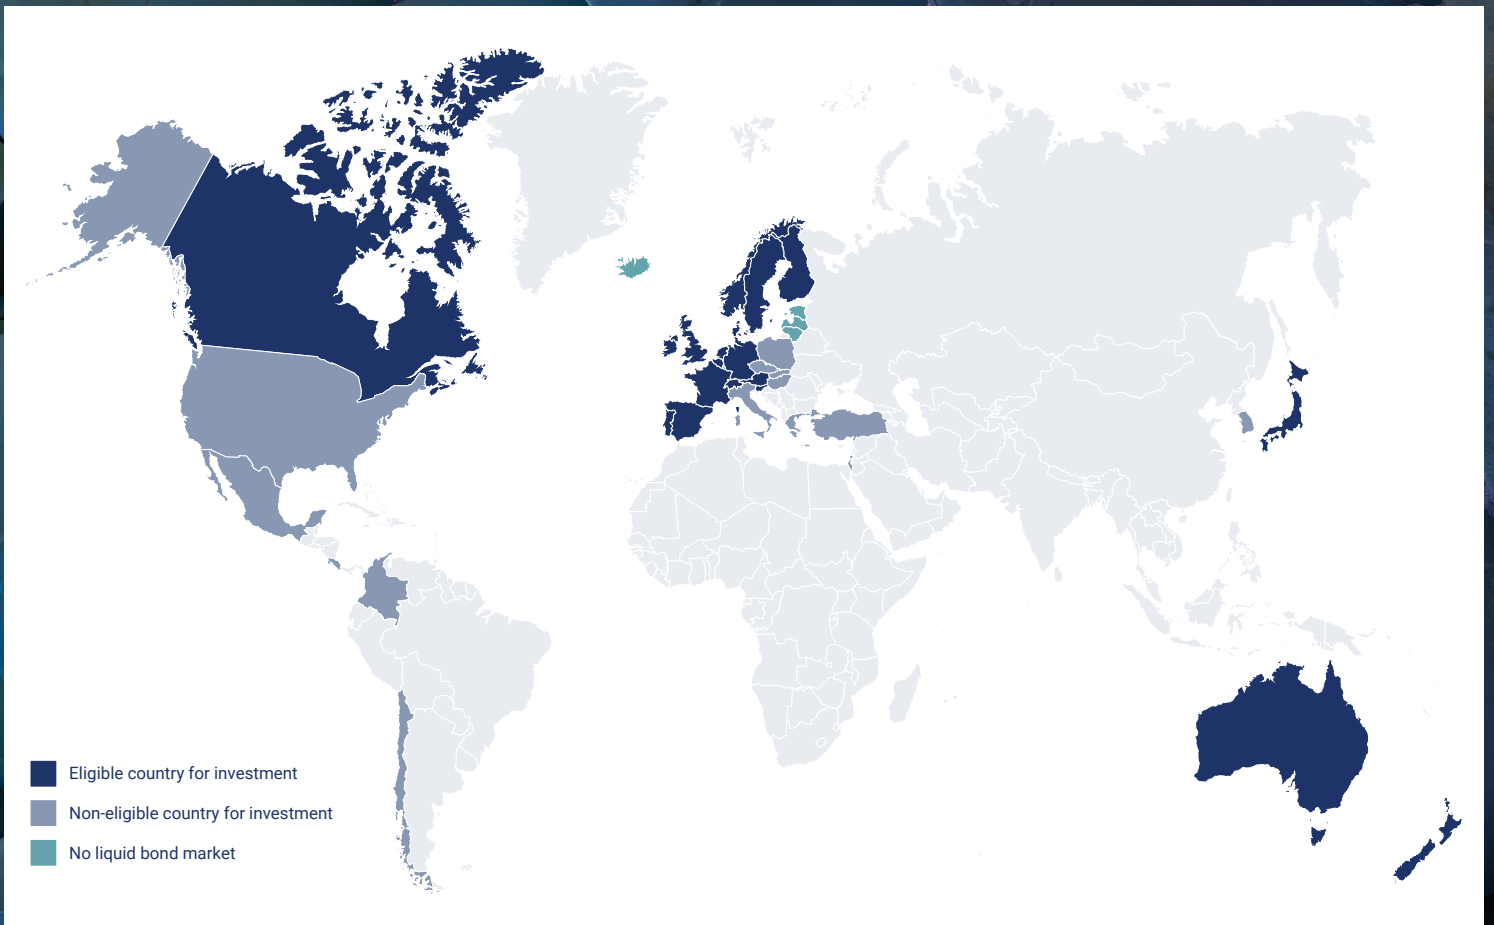 Eligible country for investment
Non-eligible country for investment
No liquid bond market